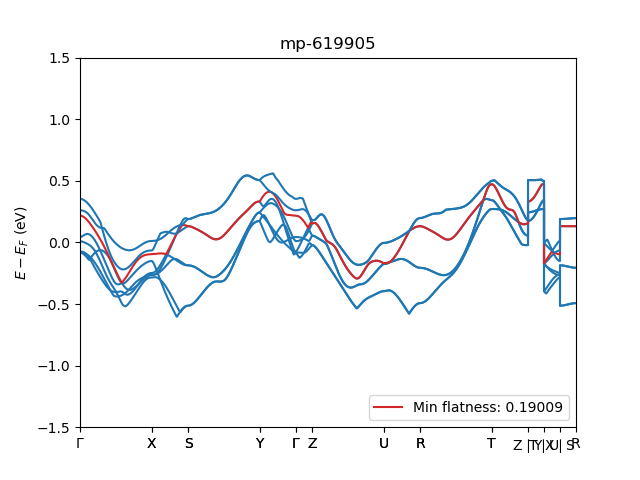 mp-619905
E − E_F (eV)
1.5
1.0
0.5
0.0
−0.5
−1.0
−1.5
Min flatness: 0.19009
Γ X S Y Γ Z U R T Z | T Y | X U | S R